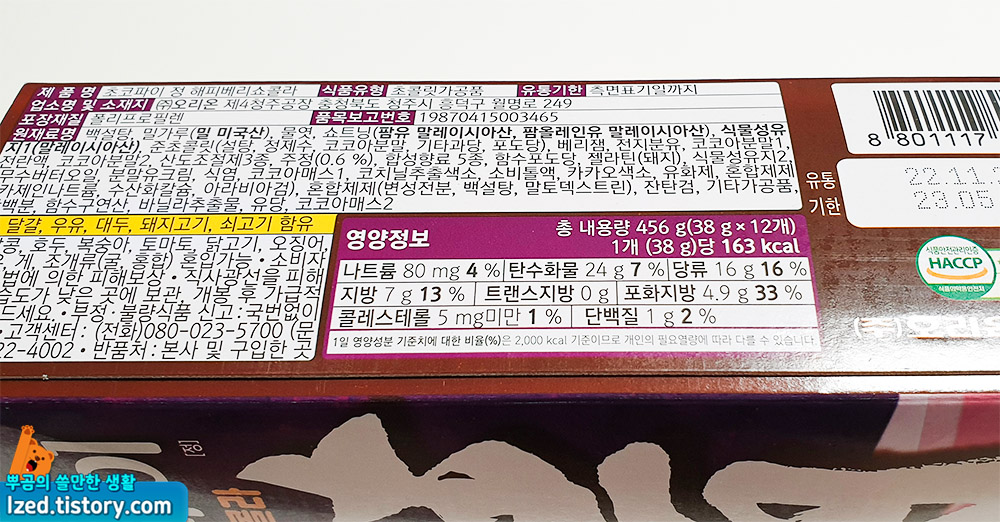 제 품 명 초코파이 정 해피베리쇼콜라 식품유형 초콜릿가공품 유통기한 측면표기일까지
업소명 및 소재지 ㈜오리온 제4청주공장 충청북도 청주시 흥덕구 월명로 249
포장재질 폴리프로필렌 품목보고번호 19870415003465
원재료명 백설탕, 밀가루(밀 미국산), 물엿, 쇼트닝(팜유 말레이시아산, 팜올레인유 말레이시아산), 식물성유
지1(말레이시아산), 준초콜릿(설탕, 정제수, 코코아분말, 기타과당, 포도당), 베리잼, 전지분유, 코코아분말1,
전란액, 코코아분말2, 산도조절제3종, 주정(0.6 %), 합성향료 5종, 함수포도당, 젤라틴(돼지), 식물성유지2,
무수버터오일, 분말유크림, 식염, 코코아매스1, 코치닐추출색소, 소비톨액, 카카오색소, 유화제, 혼합제제
(카제인나트륨, 수산화칼슘, 아라비아검), 혼합제제(변성전분, 백설탕, 말토덱스트린), 잔탄검, 기타가공품,
난백분, 함수구연산, 바닐라추출물, 유당, 코코아매스2
달걀, 우유, 대두, 돼지고기, 쇠고기 함유
땅콩, 호두, 복숭아, 토마토, 닭고기, 오징어,
게, 조개류(굴, 홍합) 혼입가능 • 소비자
법에 의한 피해보상 • 직사광선을 피해
습도가 낮은 곳에 보관, 개봉 후 가급적
드세요. • 부정·불량식품 신고 : 국번없이
• 고객센터 : (전화)080-023-5700 (문
22-4002 • 반품처 : 본사 및 구입한 곳
영양정보
총 내용량 456 g(38 g × 12개)
1개 (38 g)당 163 kcal
나트륨 80 mg 4 % 탄수화물 24 g 7 % 당류 16 g 16 %
지방 7 g 13 % 트랜스지방 0 g 포화지방 4.9 g 33 %
콜레스테롤 5 mg미만 1 % 단백질 1 g 2 %
1일 영양성분 기준치에 대한 비율(%)은 2,000 kcal 기준이므로 개인의 필요열량에 따라 다를 수 있습니다
8 801117
유통
기한
22.11.
23.05
식품안전관리인증
HACCP
식품의약품안전처
오리온
[정]
뿌곰의 쓸만한 생활
lzed.tistory.com